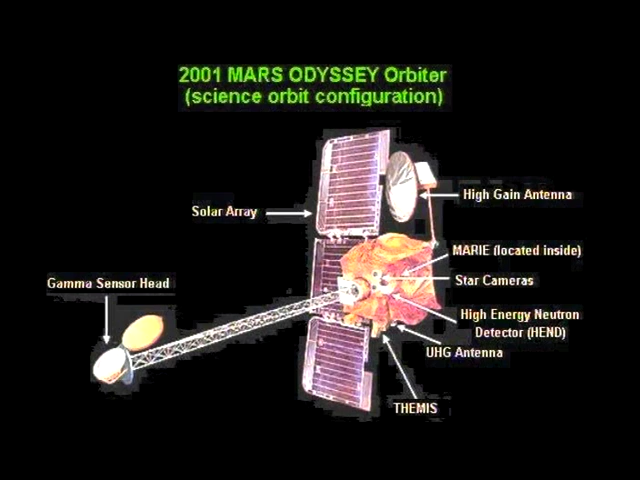 2001 MARS ODYSSEY Orbiter
(science orbit configuration)
High Gain Antenna
Solar Array
MARIE (located inside)
Star Cameras
Gamma Sensor Head
High Energy Neutron
Detector (HEND)
UHG Antenna
THEMIS